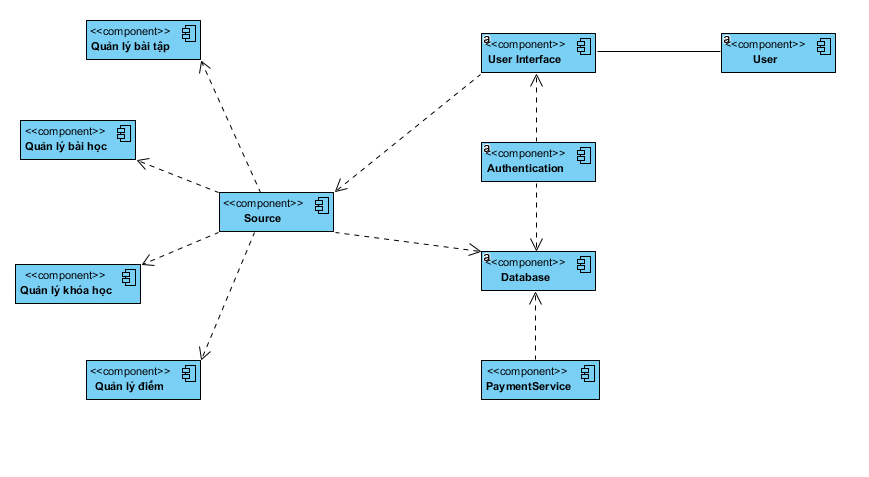 <<component>>
Quản lý bài tập
a
<<component>>
User Interface
a
<<component>>
User
<<component>>
Quản lý bài học
a
<<component>>
Authentication
<<component>>
Source
<<component>>
Quản lý khóa học
a
<<component>>
Database
<<component>>
Quản lý điểm
<<component>>
PaymentService